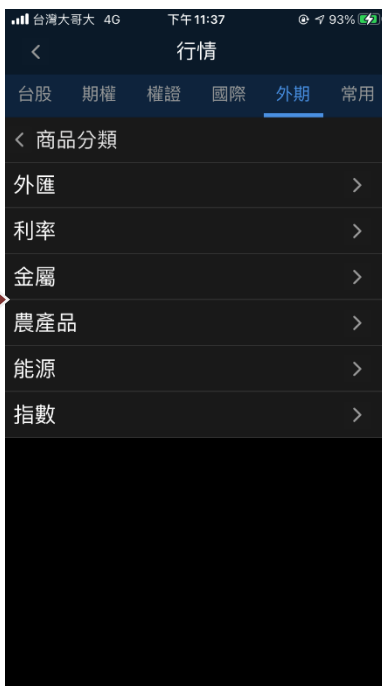 台灣大哥大 4G 下午11:37 93%
行情
台股 期權 權證 國際 外期 常用
商品分類
外匯
利率
金屬
農產品
能源
指數